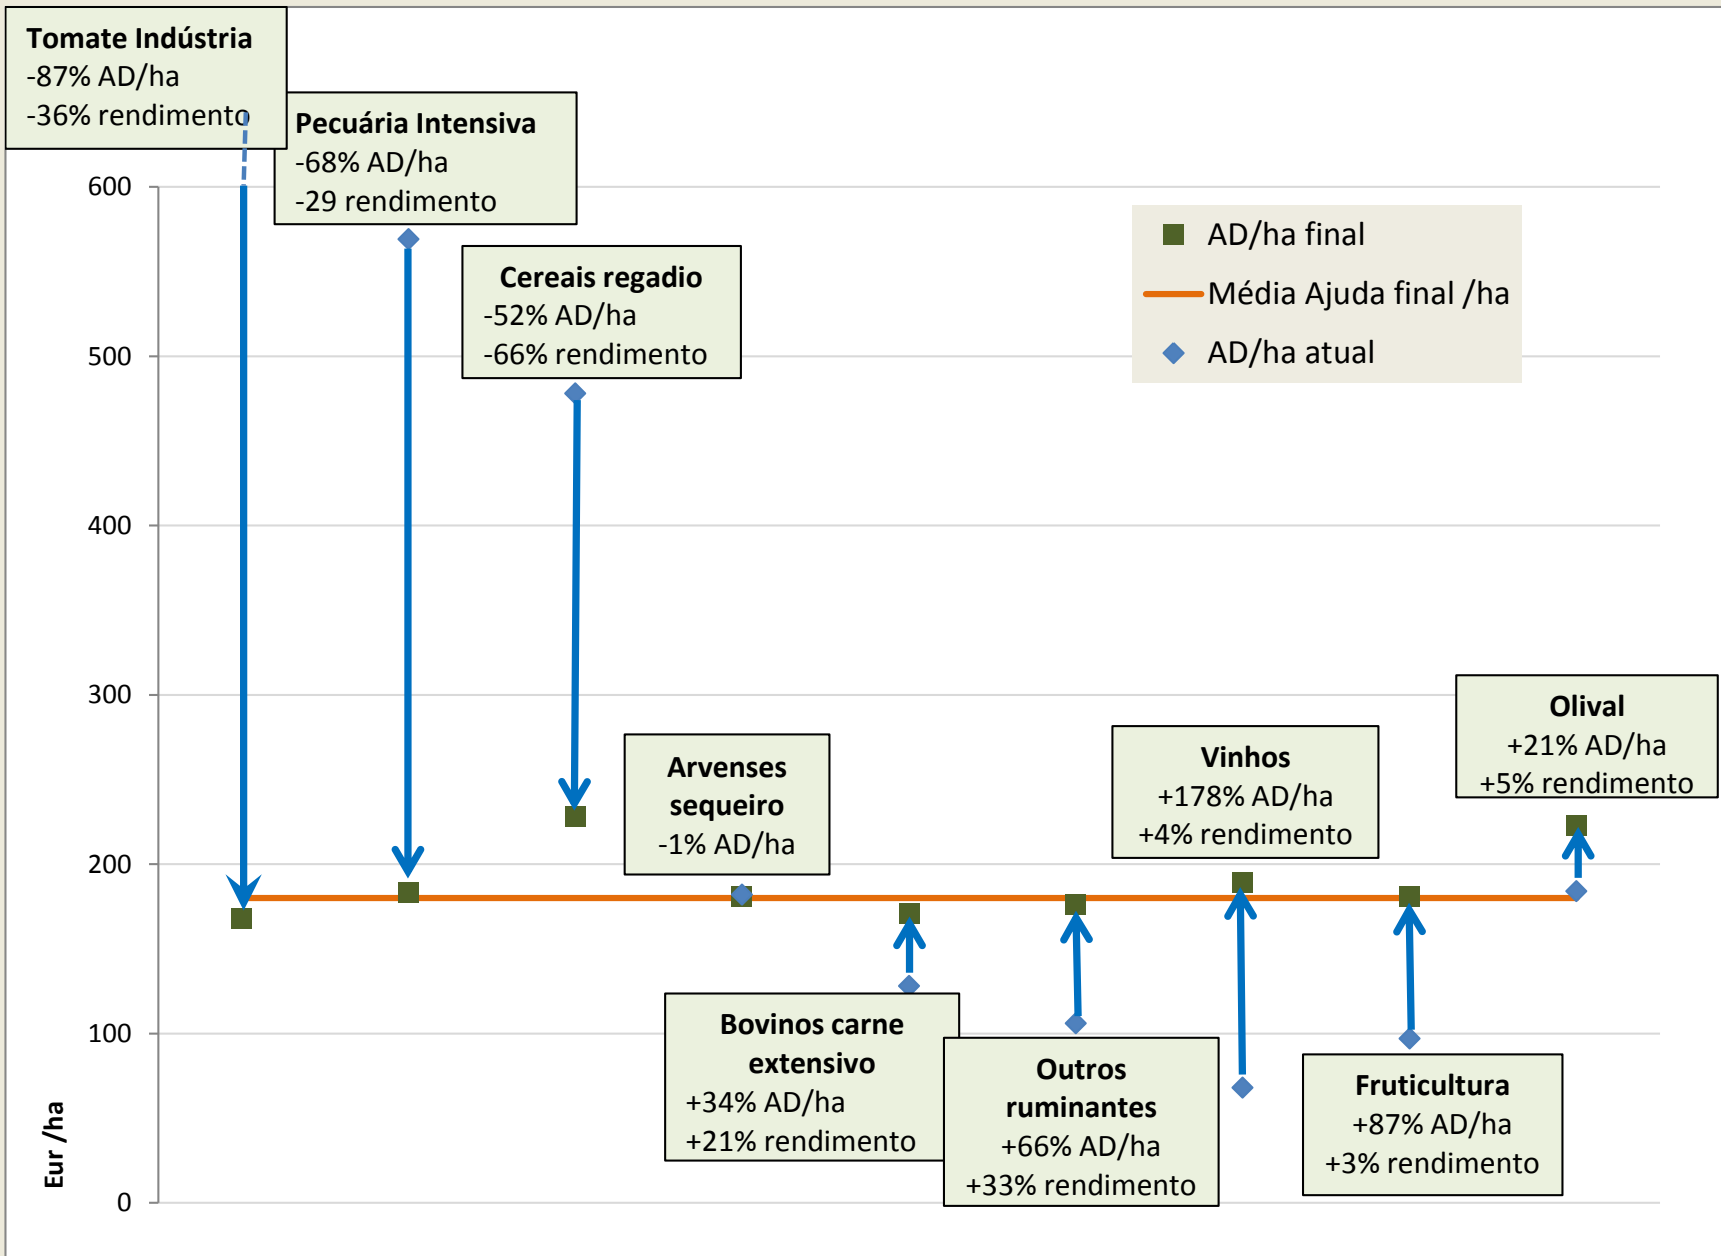 Tomate Indústria
-87% AD/ha
-36% rendimento
Pecuária Intensiva
-68% AD/ha
-29 rendimento
Cereais regadio
-52% AD/ha
-66% rendimento
AD/ha final
Média Ajuda final /ha
AD/ha atual
600
500
400
300
200
100
0
Eur /ha
Arvenses
sequeiro
-1% AD/ha
Bovinos carne
extensivo
+34% AD/ha
+21% rendimento
Outros
ruminantes
+66% AD/ha
+33% rendimento
Vinhos
+178% AD/ha
+4% rendimento
Fruticultura
+87% AD/ha
+3% rendimento
Olival
+21% AD/ha
+5% rendimento